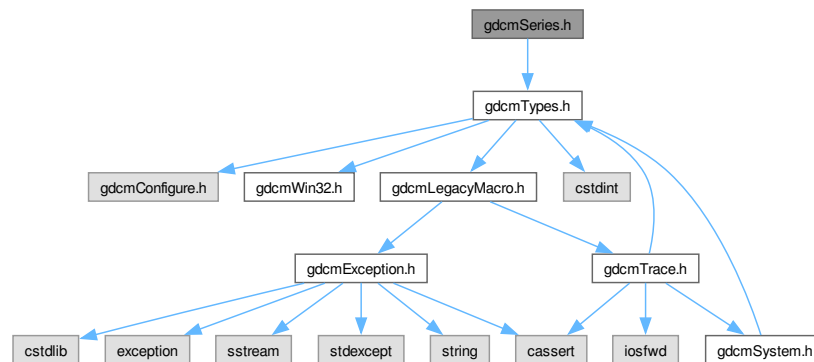 gdcmSeries.h
gdcmTypes.h
gdcmConfigure.h
gdcmWin32.h
gdcmLegacyMacro.h
cstdint
gdcmException.h
gdcmTrace.h
cstdlib
exception
sstream
stdexcept
string
cassert
iosfwd
gdcmSystem.h